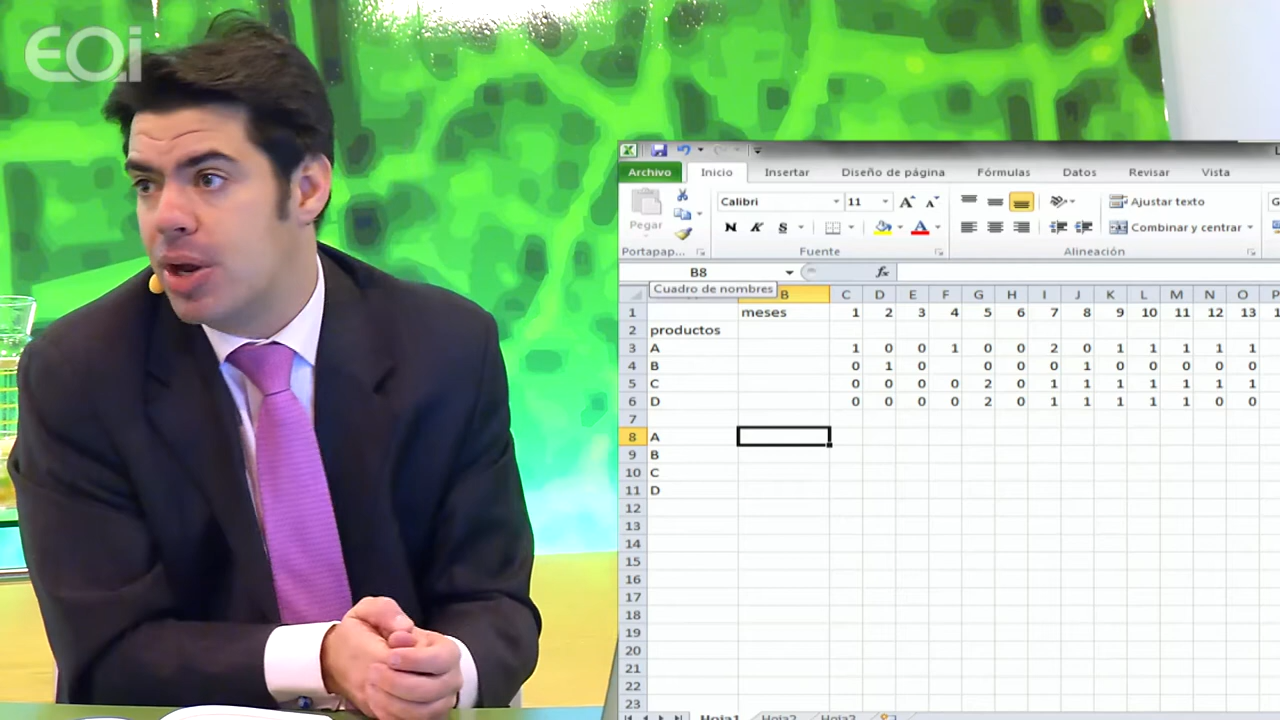 EOi
Archivo Inicio Insertar Diseño de página Fórmulas Datos Revisar Vista
Calibri 11 A A Ajustar texto
Pegar N K S A Combinar y centrar
Portapap... Fuente Alineación
B8 fx
Cuadro de nombres
B C D E F G H I J K L M N O P
1 meses 1 2 3 4 5 6 7 8 9 10 11 12 13
2 productos
3 A 1 0 0 1 0 0 2 0 1 1 1 1 1
4 B 0 1 0 0 0 0 1 0 0 0 0 0
5 C 0 0 0 0 2 0 1 1 1 1 1 1 1
6 D 0 0 0 0 2 0 1 1 1 1 1 0 0
7
8 A
9 B
10 C
11 D
12
13
14
15
16
17
18
19
20
21
22
23
Hoja1 Hoja2 Hoja3